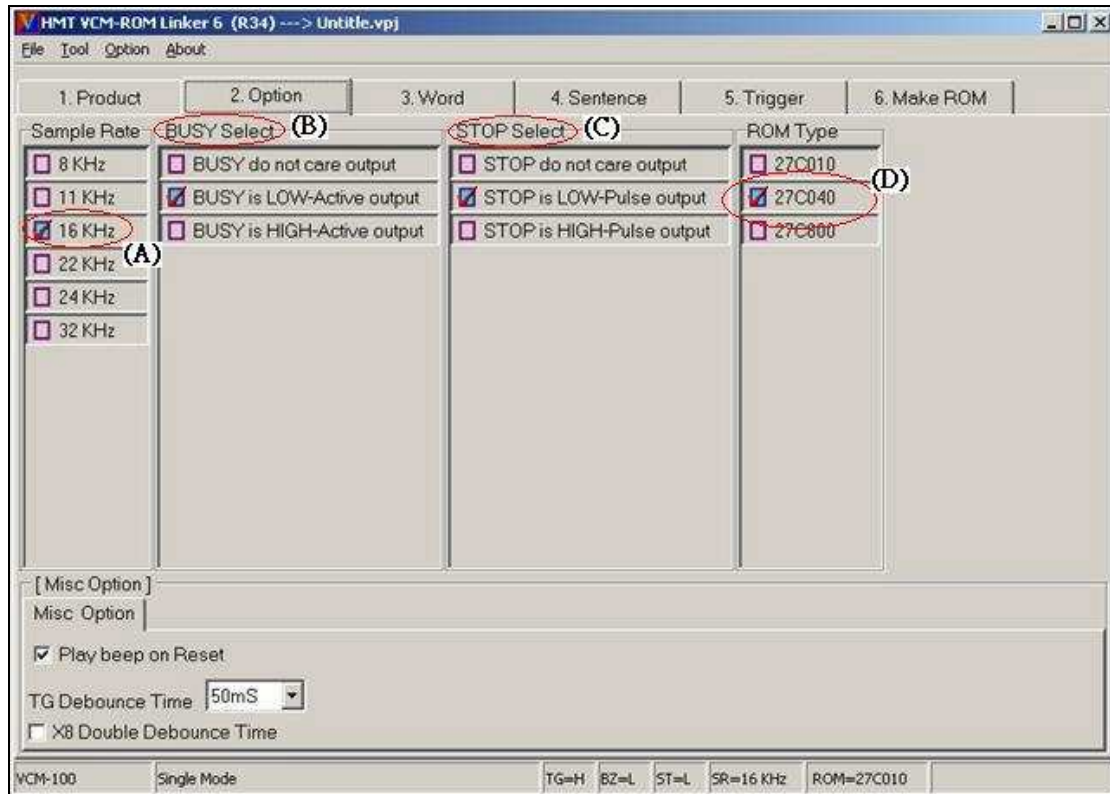 HMT VCM-ROM Linker 6 (R34) ---> Untitle.vpj
File Tool Option About
1. Product 2. Option 3. Word 4. Sentence 5. Trigger 6. Make ROM
Sample Rate BUSY Select (B) STOP Select (C) ROM Type
8 KHz BUSY do not care output STOP do not care output 27C010
(D)
11 KHz BUSY is LOW-Active output STOP is LOW-Pulse output 27C040
16 KHz BUSY is HIGH-Active output STOP is HIGH-Pulse output 27C800
(A)
22 KHz
24 KHz
32 KHz
[ Misc Option ]
Misc Option
Play beep on Reset
TG Debounce Time 50mS
X8 Double Debounce Time
VCM-100 Single Mode TG=H BZ=L ST=L SR=16 KHz ROM=27C010